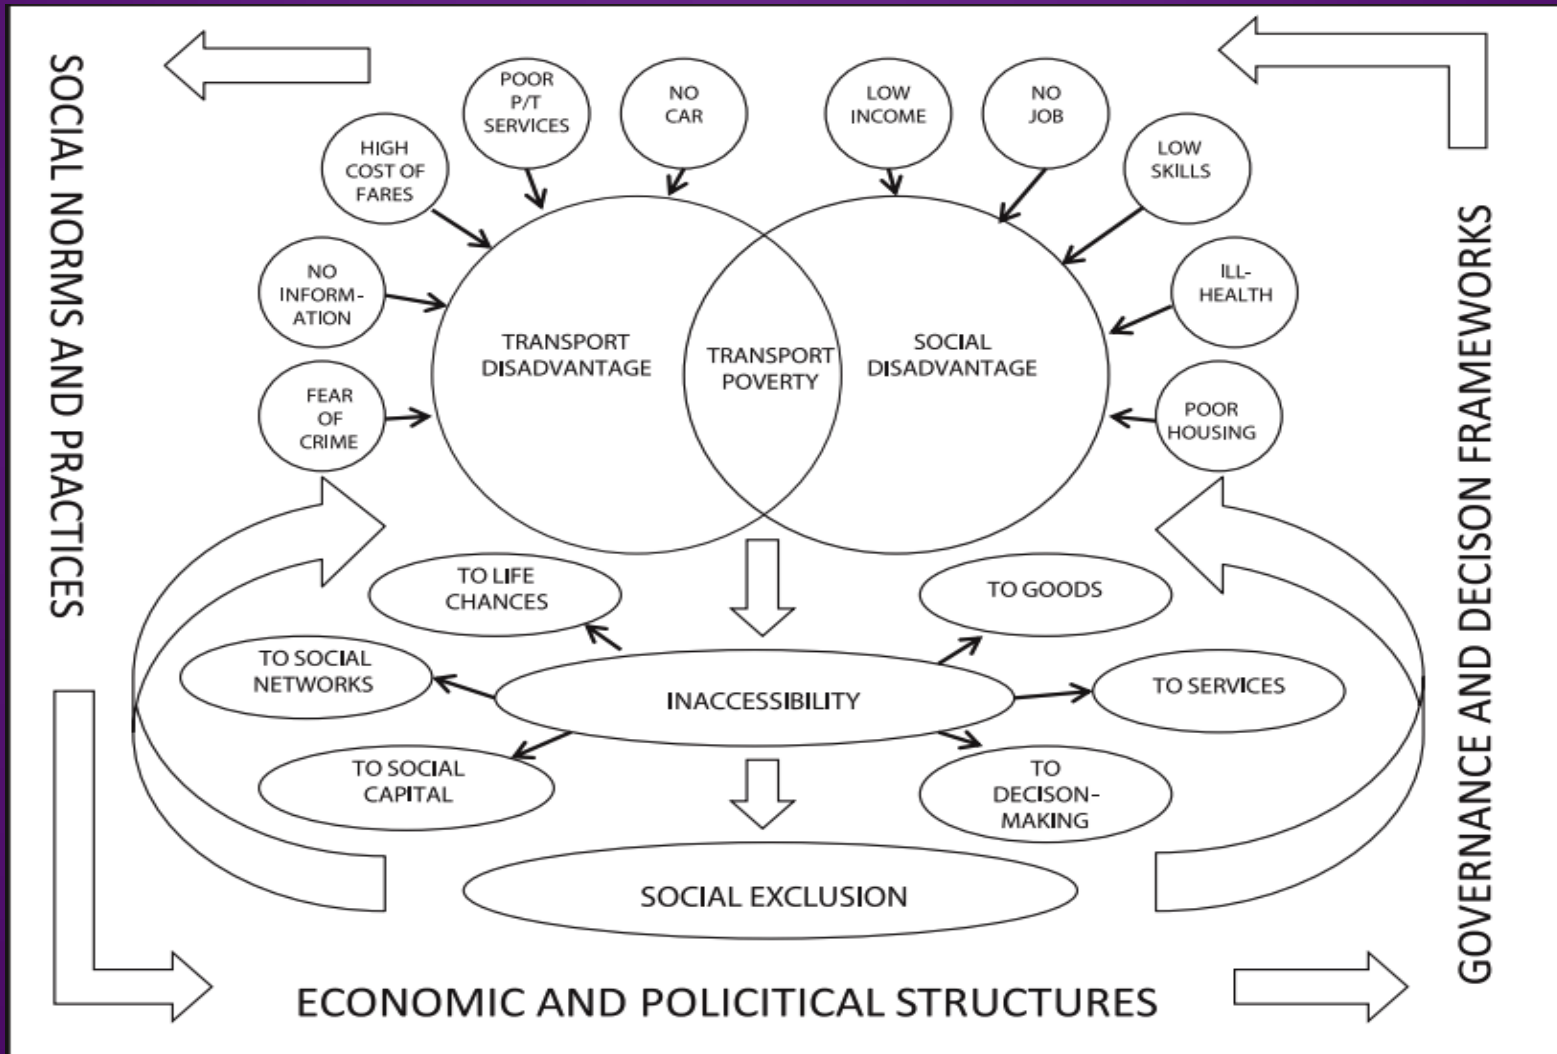 SOCIAL NORMS AND PRACTICES
POOR
P/T
SERVICES
NO
CAR
LOW
INCOME
NO
JOB
HIGH
COST OF
FARES
LOW
SKILLS
NO
INFORM-
ATION
ILL-
HEALTH
FEAR
OF
CRIME
POOR
HOUSING
TRANSPORT
DISADVANTAGE
TRANSPORT
POVERTY
SOCIAL
DISADVANTAGE
GOVERNANCE AND DECISON FRAMEWORKS
TO LIFE
CHANCES
TO GOODS
TO SOCIAL
NETWORKS
INACCESSIBILITY
TO SERVICES
TO SOCIAL
CAPITAL
TO
DECISON-
MAKING
SOCIAL EXCLUSION
ECONOMIC AND POLICITICAL STRUCTURES